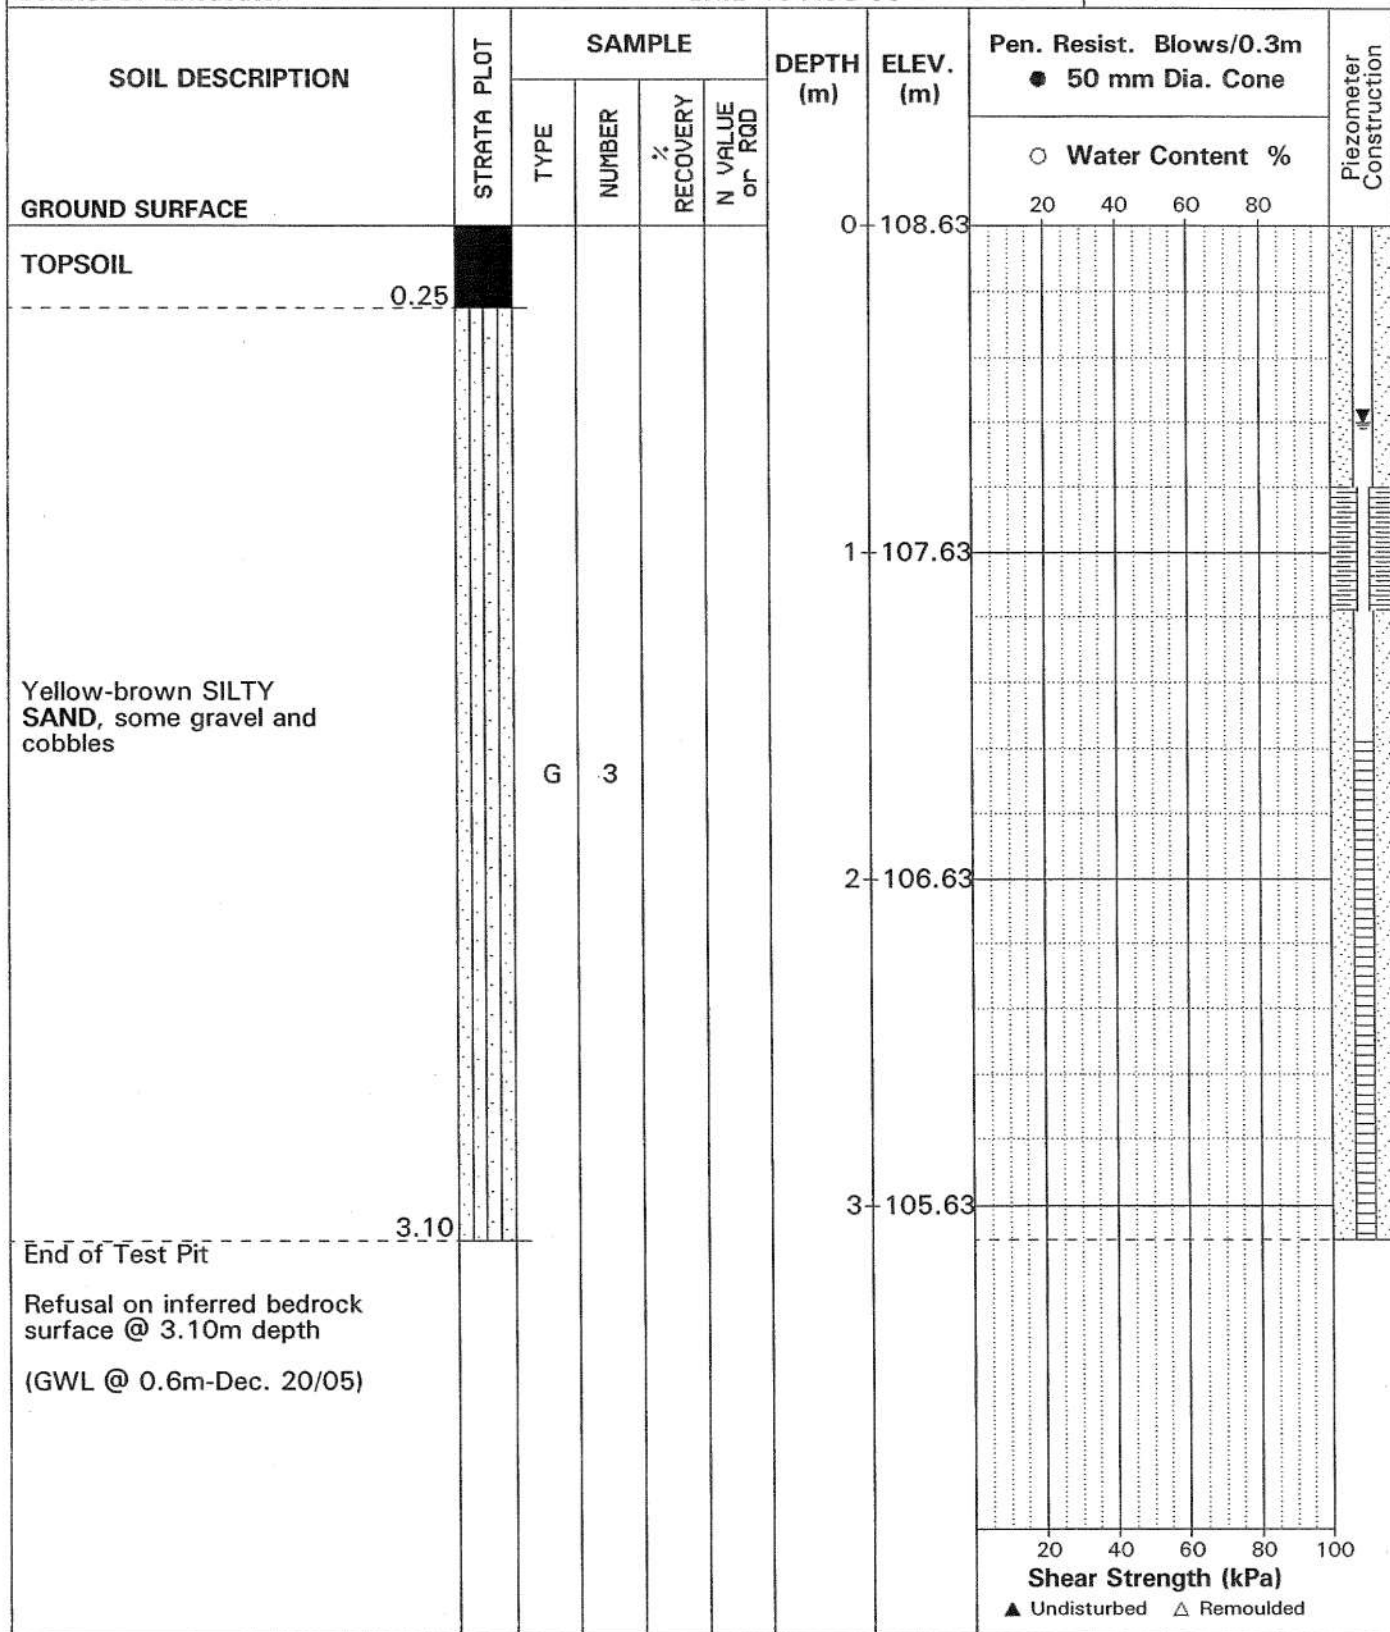 SOIL DESCRIPTION
STRATA PLOT
SAMPLE
TYPE
NUMBER
%
RECOVERY
N VALUE
or RQD
DEPTH
(m)
ELEV.
(m)
Pen. Resist. Blows/0.3m
● 50 mm Dia. Cone
○ Water Content %
20 40 60 80
Piezometer
Construction
GROUND SURFACE
0 108.63
TOPSOIL
0.25
1 107.63
Yellow-brown SILTY
SAND, some gravel and
cobbles
G 3
2 106.63
3 105.63
3.10
End of Test Pit
Refusal on inferred bedrock
surface @ 3.10m depth
(GWL @ 0.6m-Dec. 20/05)
20 40 60 80 100
Shear Strength (kPa)
▲ Undisturbed △ Remoulded